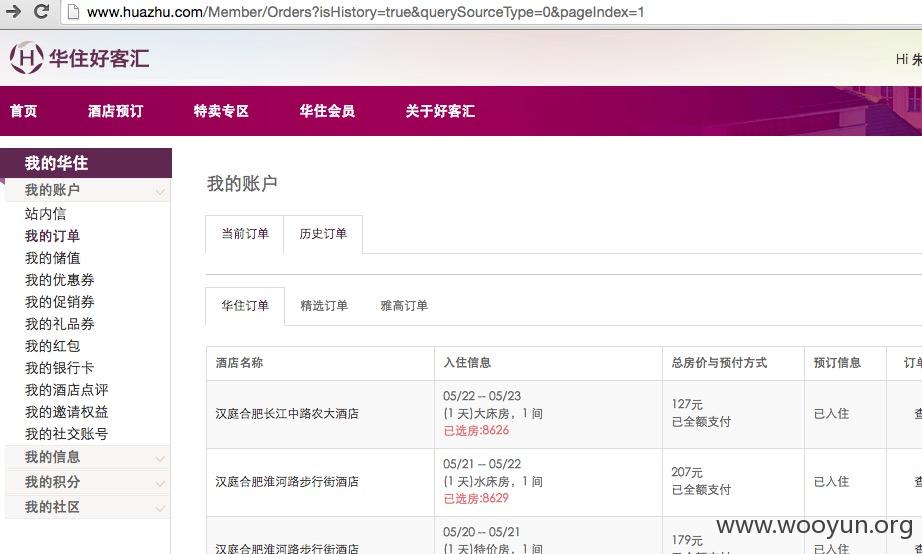 www.huazhu.com/Member/Orders?isHistory=true&querySourceType=0&pageIndex=1
华住好客汇
Hi 朱
首页 酒店预订 特卖专区 华住会员 关于好客汇
我的华住
我的账户
站内信
我的订单
我的储值
我的优惠券
我的促销券
我的礼品券
我的红包
我的银行卡
我的酒店点评
我的邀请权益
我的社交账号
我的信息
我的积分
我的社区
我的账户
当前订单 历史订单
华住订单 精选订单 雅高订单
酒店名称 入住信息 总房价与预付方式 预订信息 订单
汉庭合肥长江中路农大酒店
05/22 -- 05/23
(1 天)大床房，1 间
已选房:8626
127元
已全额支付
已入住
查
汉庭合肥淮河路步行街酒店
05/21 -- 05/22
(1 天)水床房，1 间
已选房:8629
207元
已全额支付
已入住
查
汉庭合肥淮河路步行街酒店
05/20 -- 05/21
(1 天)特价房，1 间
179元
已入住
www.wooyun.org